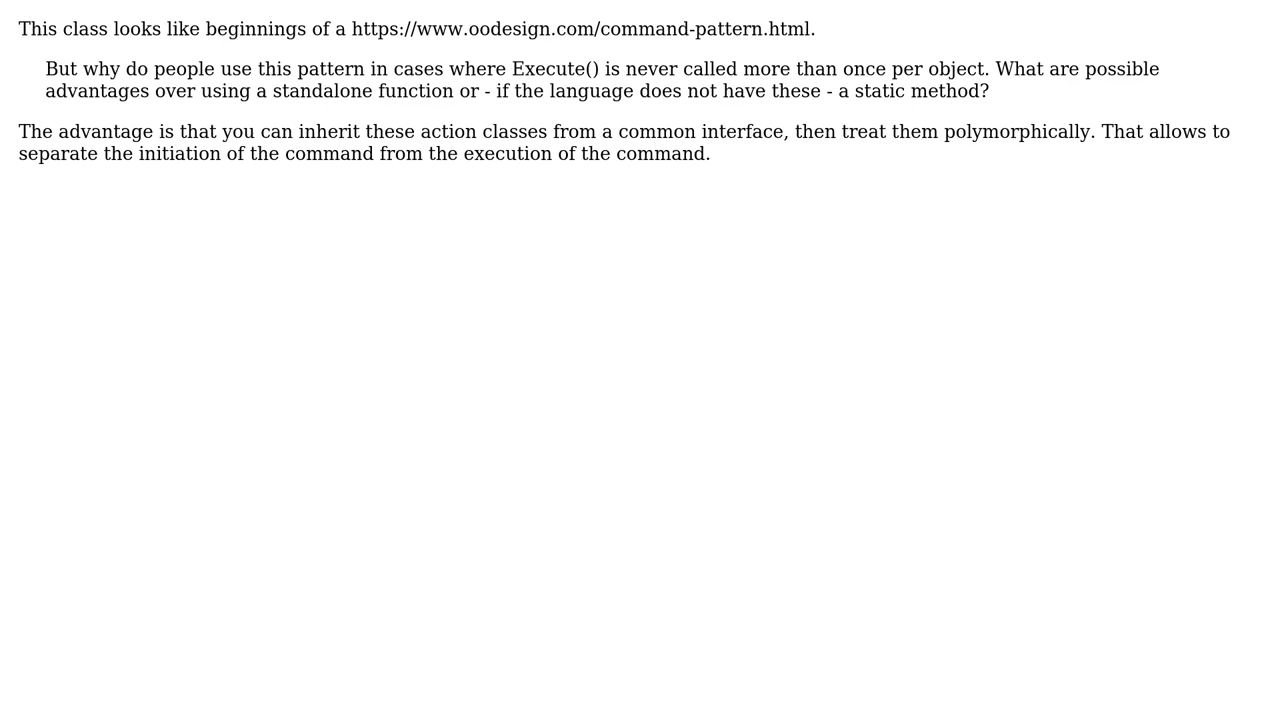 This class looks like beginnings of a https://www.oodesign.com/command-pattern.html.
But why do people use this pattern in cases where Execute() is never called more than once per object. What are possible
advantages over using a standalone function or - if the language does not have these - a static method?
The advantage is that you can inherit these action classes from a common interface, then treat them polymorphically. That allows to
separate the initiation of the command from the execution of the command.